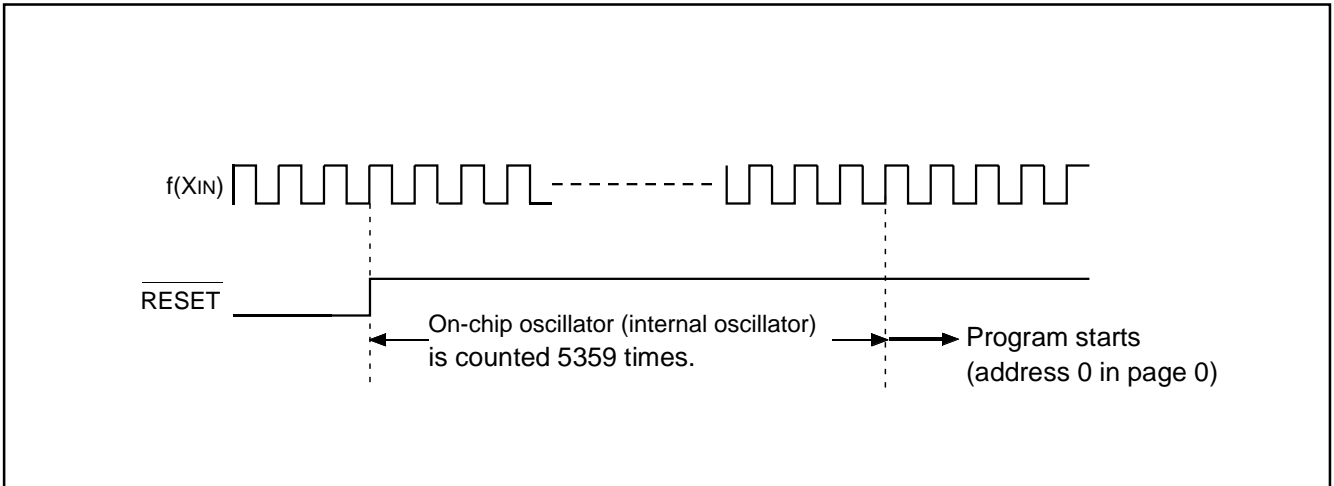 f(XIN)
RESET
On-chip oscillator (internal oscillator)
is counted 5359 times.
Program starts
(address 0 in page 0)